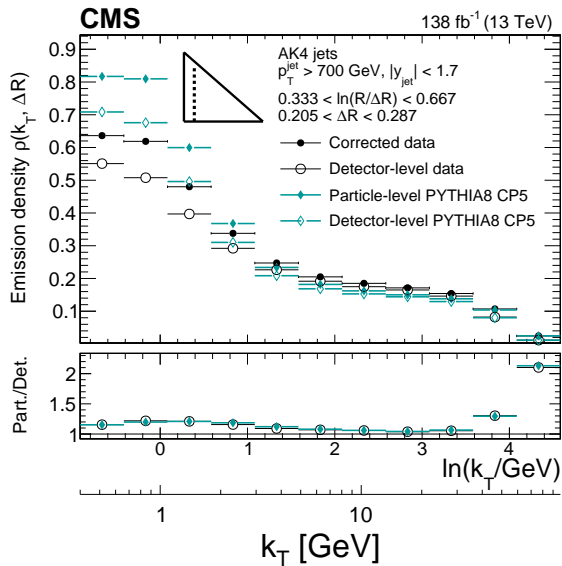 CMS 138 fb⁻¹ (13 TeV)
AK4 jets
p_T^jet > 700 GeV, |y_jet| < 1.7
0.333 < ln(R/ΔR) < 0.667
0.205 < ΔR < 0.287
Corrected data
Detector-level data
Particle-level PYTHIA8 CP5
Detector-level PYTHIA8 CP5
Emission density ρ(k_T, ΔR)
0.9
0.8
0.7
0.6
0.5
0.4
0.3
0.2
0.1
Part./Det.
2
1.5
1
0 1 2 3 4
ln(k_T/GeV)
1 10
k_T [GeV]